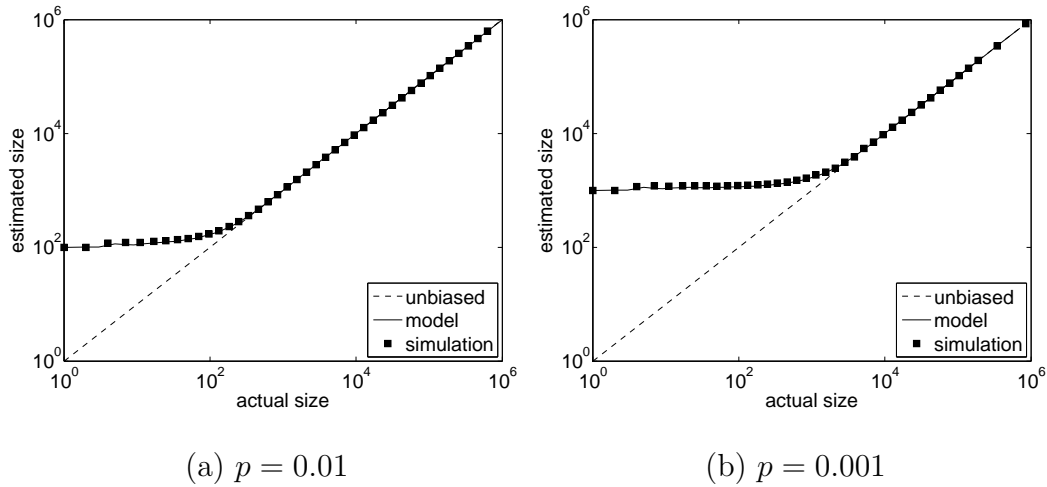 10^6
10^4
10^2
10^0
estimated size
10^0 10^2 10^4 10^6
actual size
unbiased
model
simulation
(a) p = 0.01
10^6
10^4
10^2
10^0
estimated size
10^0 10^2 10^4 10^6
actual size
unbiased
model
simulation
(b) p = 0.001